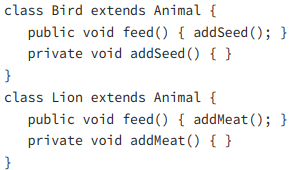 class Bird extends Animal {
   public void feed() { addSeed(); }
   private void addSeed() { }
}
class Lion extends Animal {
   public void feed() { addMeat(); }
   private void addMeat() { }
}